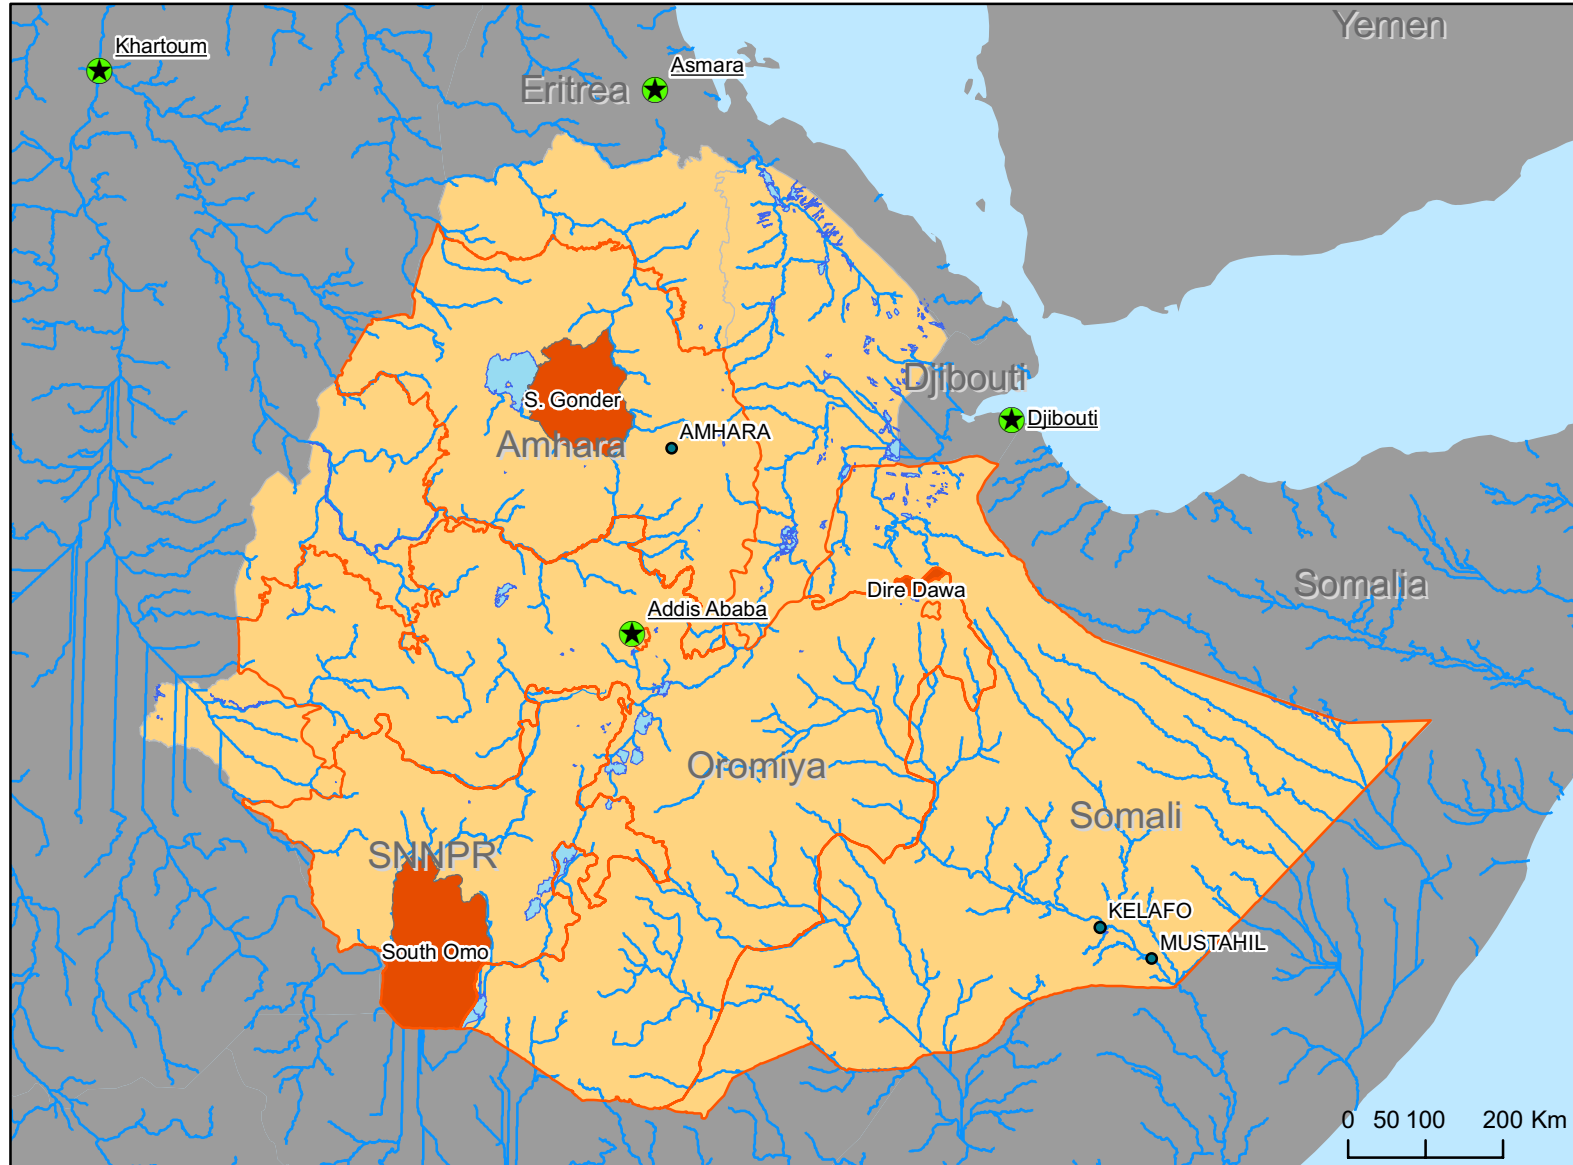 Yemen
Khartoum
Asmara
Eritrea
Djibouti
S. Gonder
Djibouti
AMHARA
Amhara
Somalia
Dire Dawa
Addis Ababa
Oromiya
Somali
SNNPR
KELAFO
MUSTAHIL
South Omo
0 50 100 200 Km